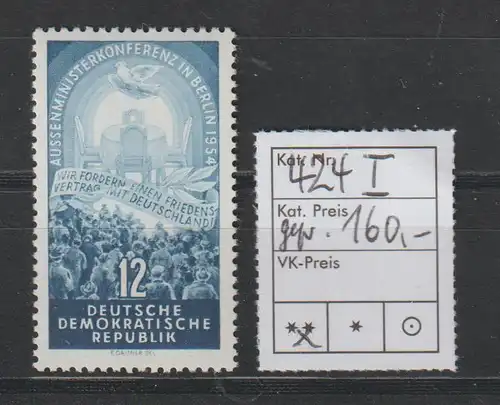 AUSSENMINISTERKONFERENZ IN BERLIN 1954
WIR FORDERN EINEN FRIEDENS-
VERTRAG MIT DEUTSCHLAND!
12
DEUTSCHE
DEMOKRATISCHE
REPUBLIK
Kat. Nr.
424 I
Kat. Preis
gepr. 160,-
VK-Preis
** * ⊙
x